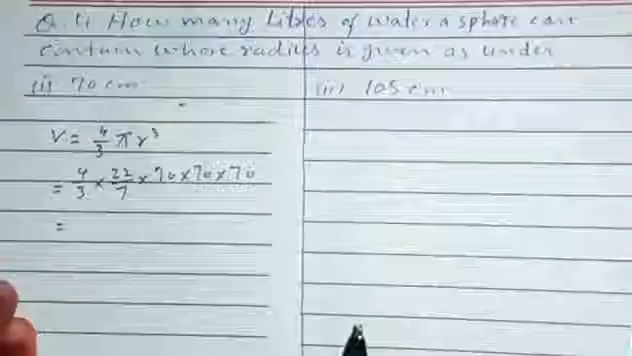 Q.4 How many Litres of water a sphere can
contain whose radius is given as under
(i) 70 cm
(ii) 105 cm
V = 4/3 π r³
= 4/3 × 22/7 × 70 × 70 × 70
=